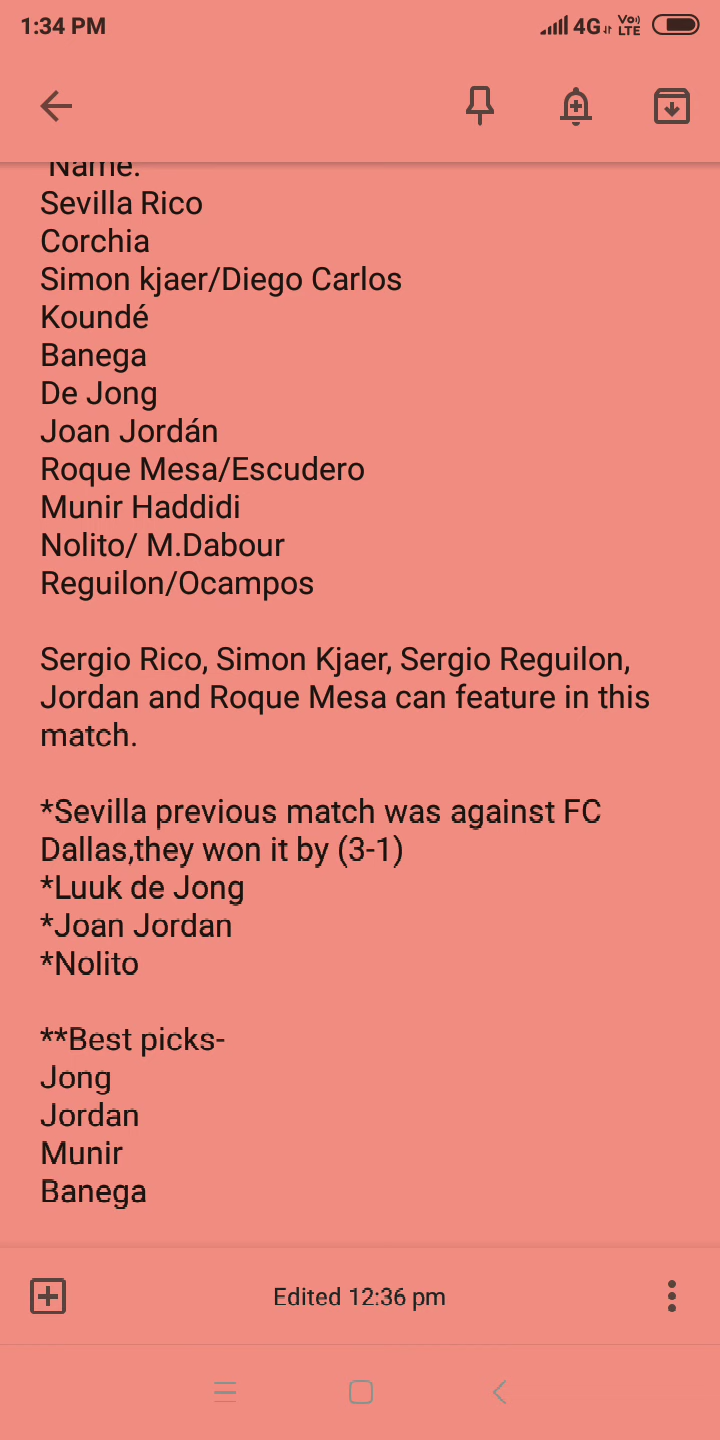 1:34 PM 4G Vo) LTE
Name.
Sevilla Rico
Corchia
Simon kjaer/Diego Carlos
Koundé
Banega
De Jong
Joan Jordán
Roque Mesa/Escudero
Munir Haddidi
Nolito/ M.Dabour
Reguilon/Ocampos
Sergio Rico, Simon Kjaer, Sergio Reguilon,
Jordan and Roque Mesa can feature in this
match.
*Sevilla previous match was against FC
Dallas,they won it by (3-1)
*Luuk de Jong
*Joan Jordan
*Nolito
**Best picks-
Jong
Jordan
Munir
Banega
Edited 12:36 pm